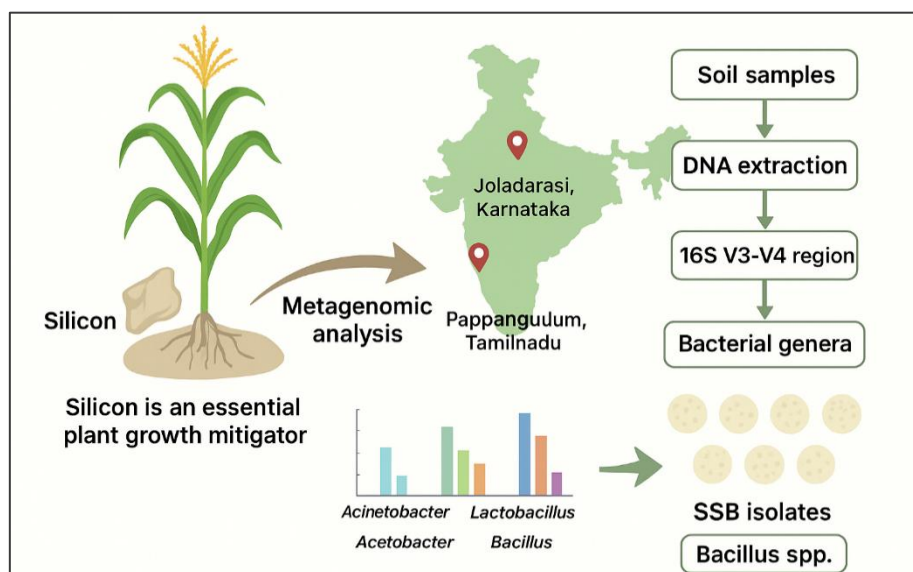 Silicon
Silicon is an essential
plant growth mitigator
Metagenomic
analysis
Joladarasi,
Karnataka
Pappangudum,
Tamilnadu
Soil samples
DNA extraction
16S V3-V4 region
Bacterial genera
Acinetobacter Lactobacillus
Acetobacter Bacillus
SSB isolates
Bacillus spp.